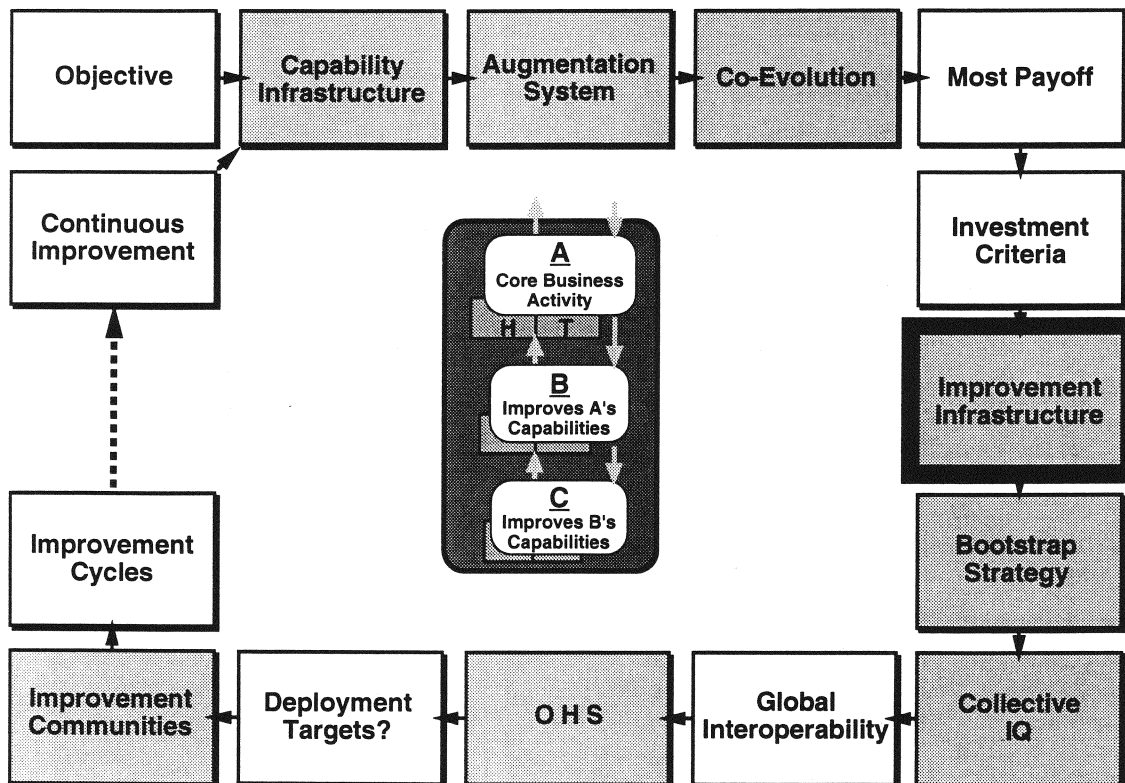 Objective
Capability
Infrastructure
Augmentation
System
Co-Evolution
Most Payoff
Continuous
Improvement
Investment
Criteria
A
Core Business
Activity
H T
B
Improves A's
Capabilities
C
Improves B's
Capabilities
Improvement
Infrastructure
Bootstrap
Strategy
Improvement
Cycles
Improvement
Communities
Deployment
Targets?
O H S
Global
Interoperability
Collective
IQ